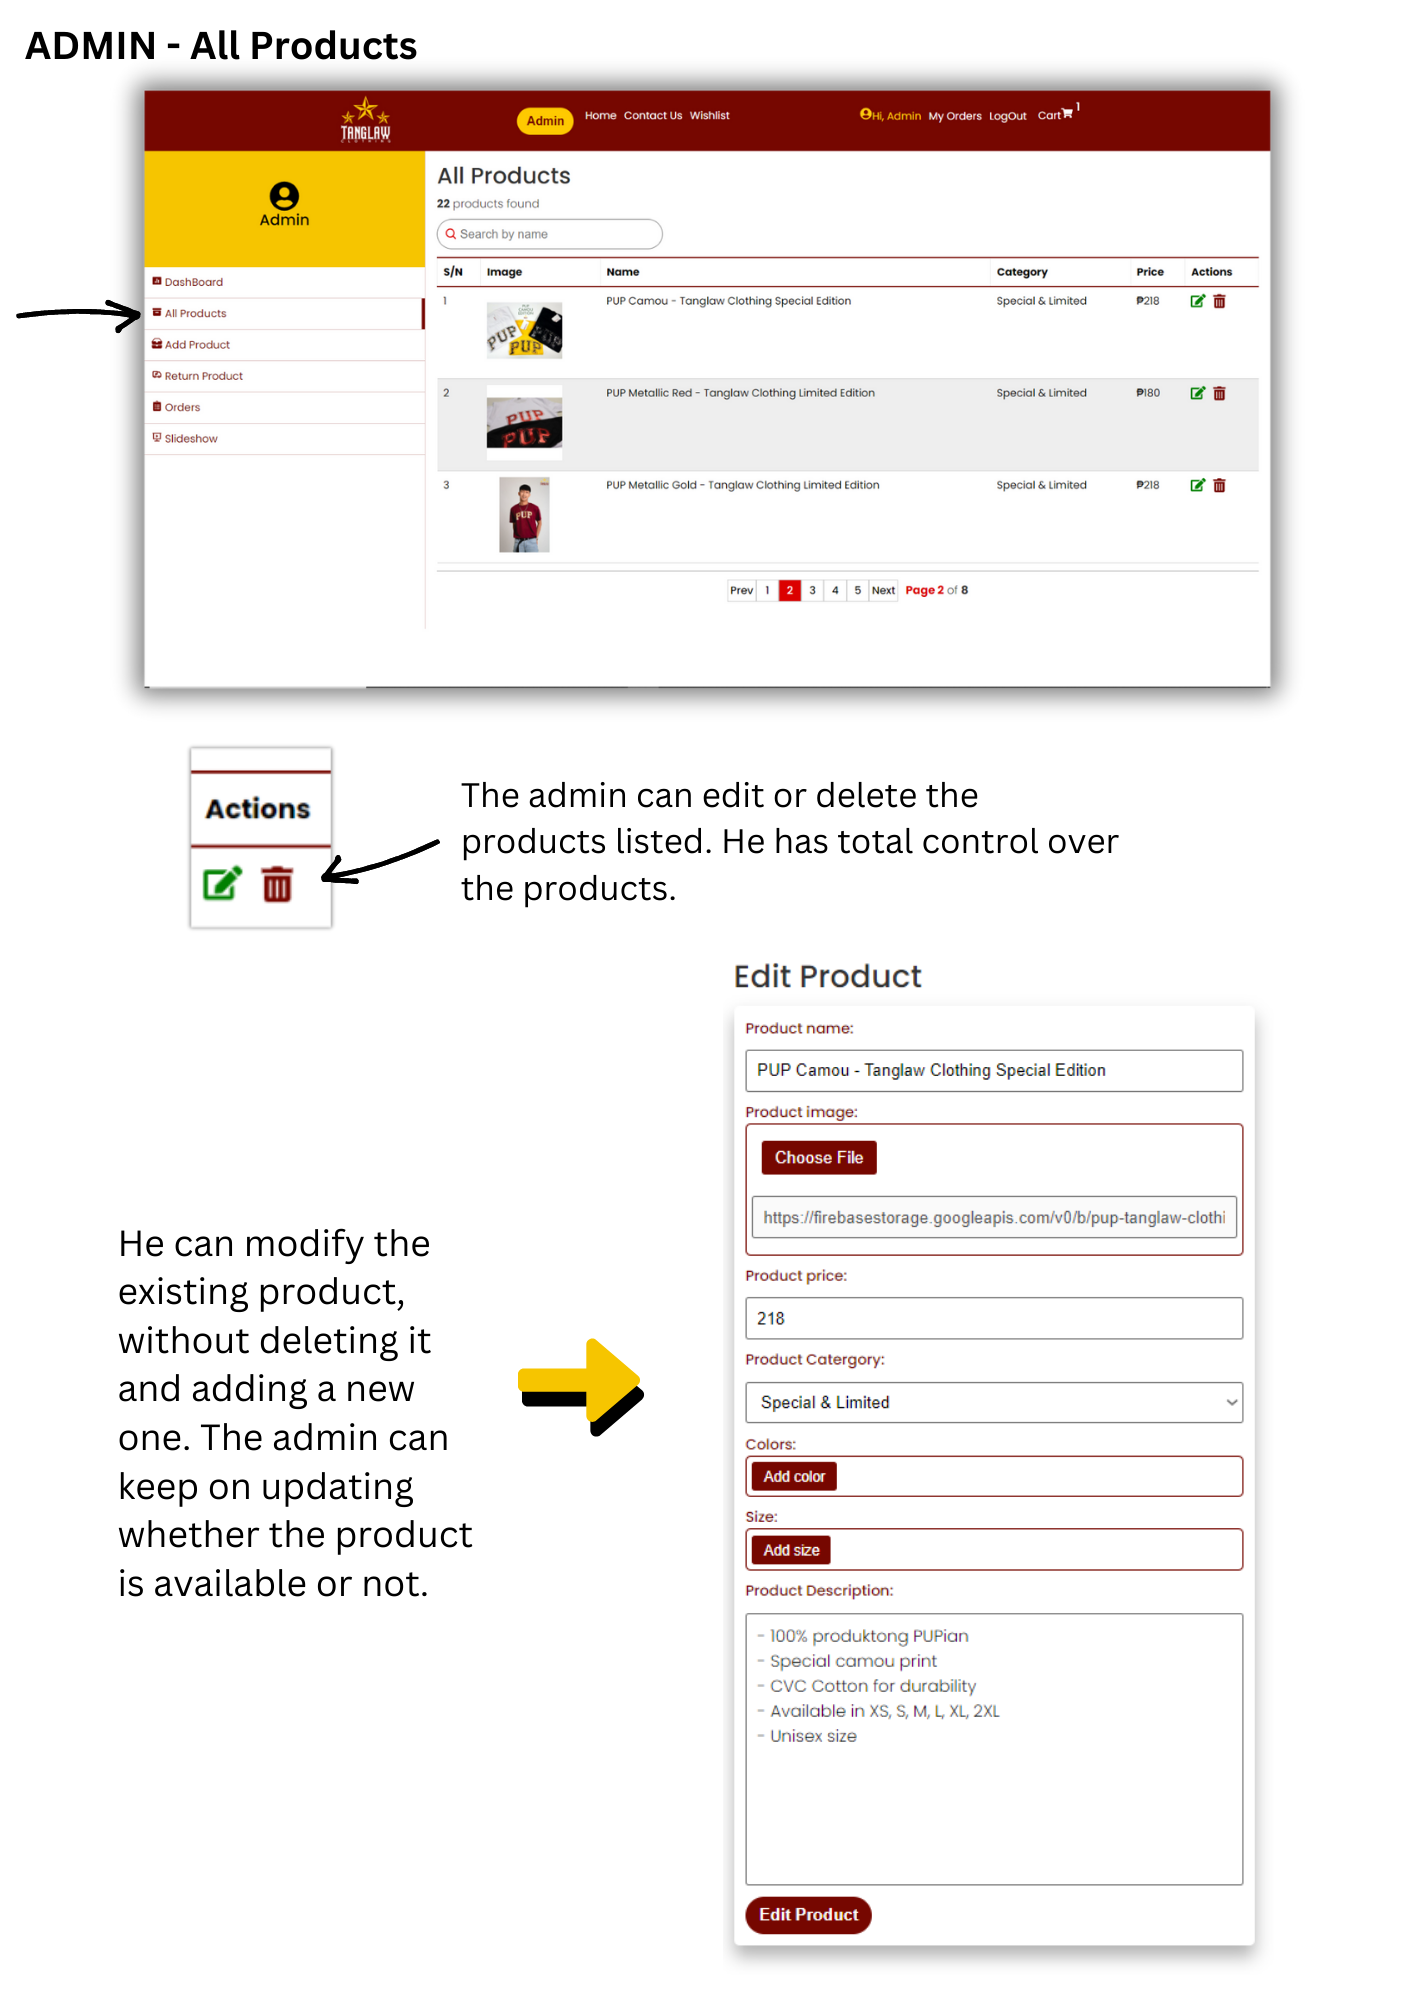 ADMIN - All Products
TANGLAW
CLOTHING
Admin
Home Contact Us Wishlist
Hi, Admin My Orders LogOut Cart 1
Admin
DashBoard
All Products
Add Product
Return Product
Orders
Slideshow
All Products
22 products found
Search by name
S/N Image Name Category Price Actions
1 PUP Camou - Tanglaw Clothing Special Edition Special & Limited ₱218
PUP
PUP
2 PUP Metallic Red - Tanglaw Clothing Limited Edition Special & Limited ₱180
PUP
PUP
3 PUP Metallic Gold - Tanglaw Clothing Limited Edition Special & Limited ₱218
PUP
Prev 1 2 3 4 5 Next Page 2 of 8
Actions
The admin can edit or delete the
products listed. He has total control over
the products.
He can modify the
existing product,
without deleting it
and adding a new
one. The admin can
keep on updating
whether the product
is available or not.
Edit Product
Product name:
PUP Camou - Tanglaw Clothing Special Edition
Product image:
Choose File
https://firebasestorage.googleapis.com/v0/b/pup-tanglaw-clothi
Product price:
218
Product Catergory:
Special & Limited
Colors:
Add color
Size:
Add size
Product Description:
- 100% produktong PUPian
- Special camou print
- CVC Cotton for durability
- Available in XS, S, M, L, XL, 2XL
- Unisex size
Edit Product